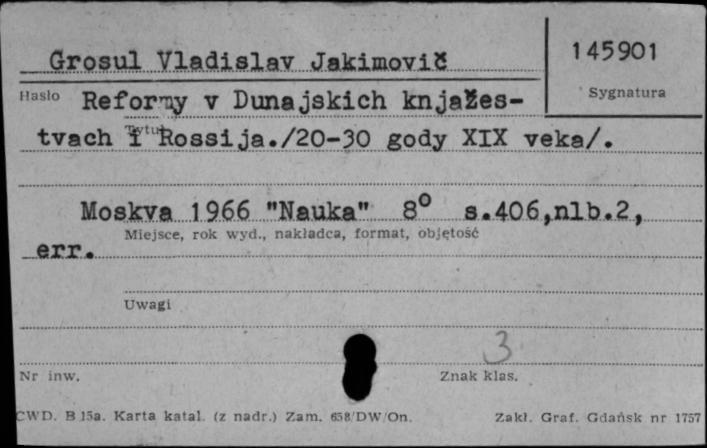 Grosul Vladislav Jakimovič
145901
Hasło
Sygnatura
Reformy v Dunajskich knjažes-
Tytuł
tvach i Rossija./20-30 gody XIX veka/.
Moskva 1966 "Nauka" 8° s.406,nlb.2,
Miejsce, rok wyd., nakładca, format, objętość
err.
Uwagi
3
Nr inw.
Znak klas.
CWD. B 15a. Karta katal. (z nadr.) Zam. 658/DW/On.
Zakł. Graf. Gdańsk nr 1757